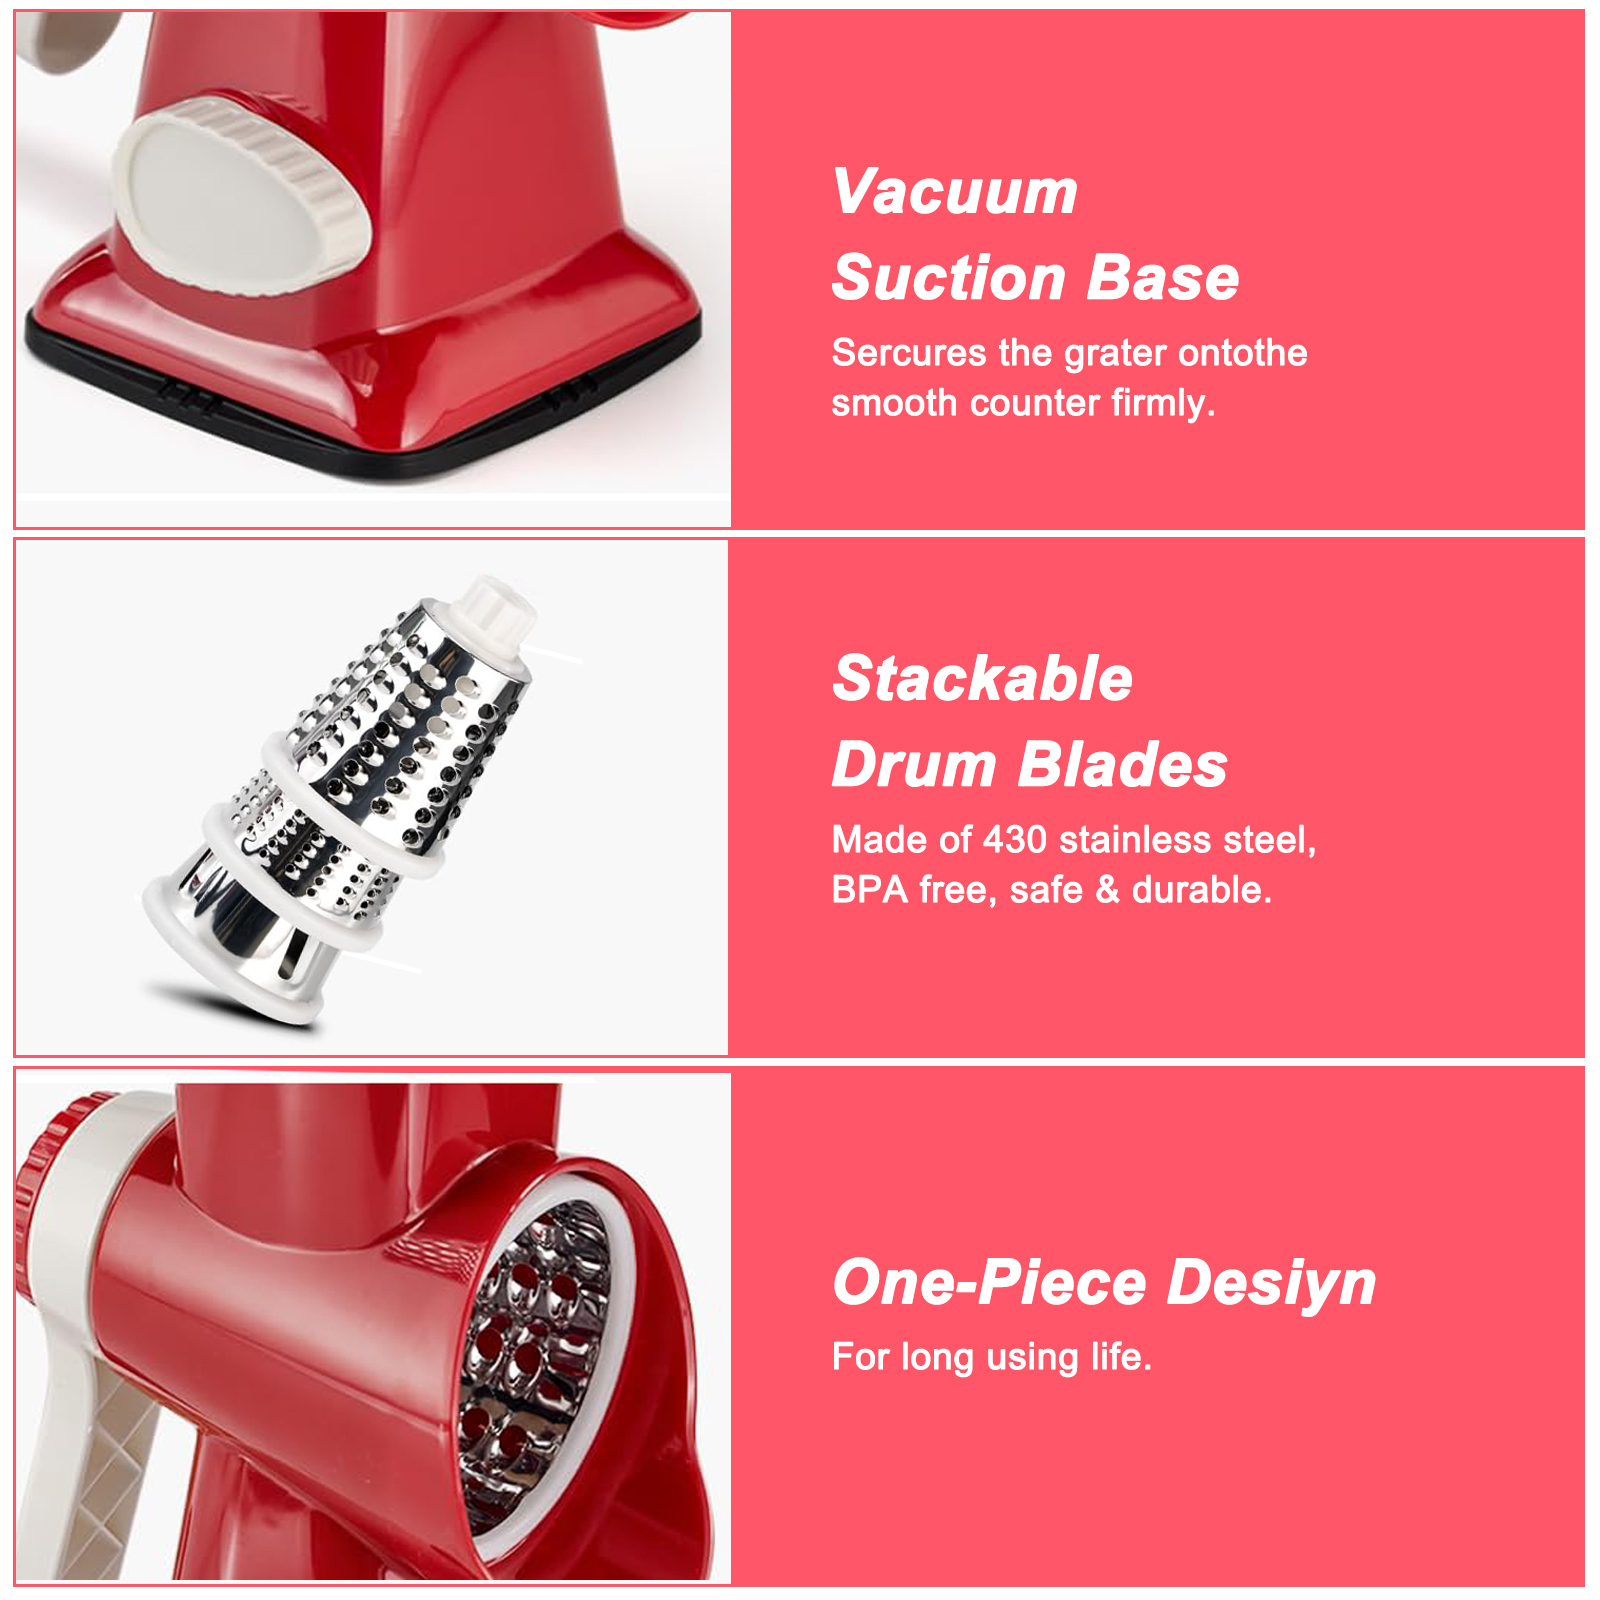 Vacuum
Suction Base
Sercures the grater ontothe
smooth counter firmly.
Stackable
Drum Blades
Made of 430 stainless steel,
BPA free, safe & durable.
One-Piece Desiyn
For long using life.